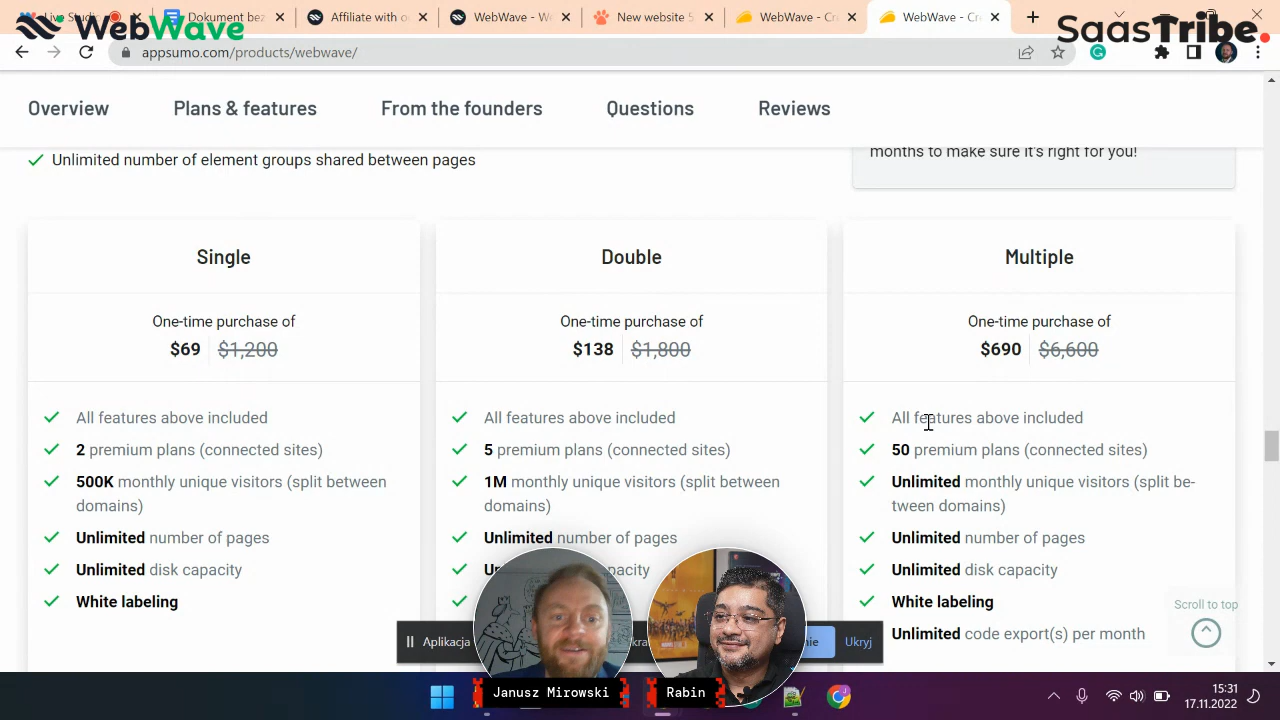 Live Studio
Dokument bez
Affiliate with o
WebWave - W
New website S
WebWave - Cr
WebWave - Cr
WebWave
SaasTribe.
appsumo.com/products/webwave/
Overview
Plans & features
From the founders
Questions
Reviews
Unlimited number of element groups shared between pages
months to make sure it's right for you!
Single
One-time purchase of
$69 $1,200
All features above included
2 premium plans (connected sites)
500K monthly unique visitors (split between
domains)
Unlimited number of pages
Unlimited disk capacity
White labeling
Double
One-time purchase of
$138 $1,800
All features above included
5 premium plans (connected sites)
1M monthly unique visitors (split between
domains)
Unlimited number of pages
pacity
Multiple
One-time purchase of
$690 $6,600
All features above included
50 premium plans (connected sites)
Unlimited monthly unique visitors (split be-
tween domains)
Unlimited number of pages
Unlimited disk capacity
White labeling
Unlimited code export(s) per month
Scroll to top
Aplikacja
Ukryj
Janusz Mirowski
Rabin
15:31
17.11.2022